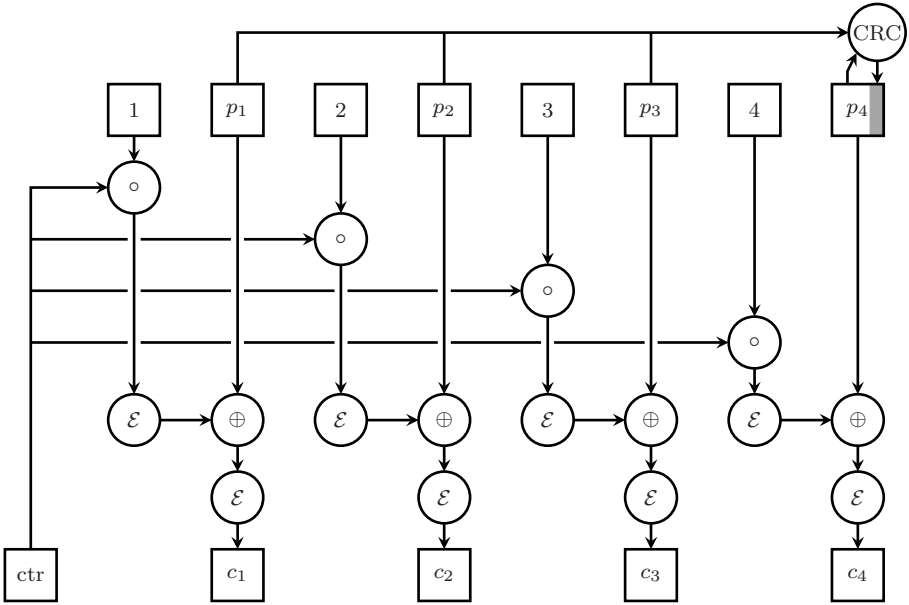 CRC
1 p₁ 2 p₂ 3 p₃ 4 p₄
∘
∘
∘
∘
ℰ ⊕ ℰ ⊕ ℰ ⊕ ℰ ⊕
ℰ ℰ ℰ ℰ
ctr c₁ c₂ c₃ c₄